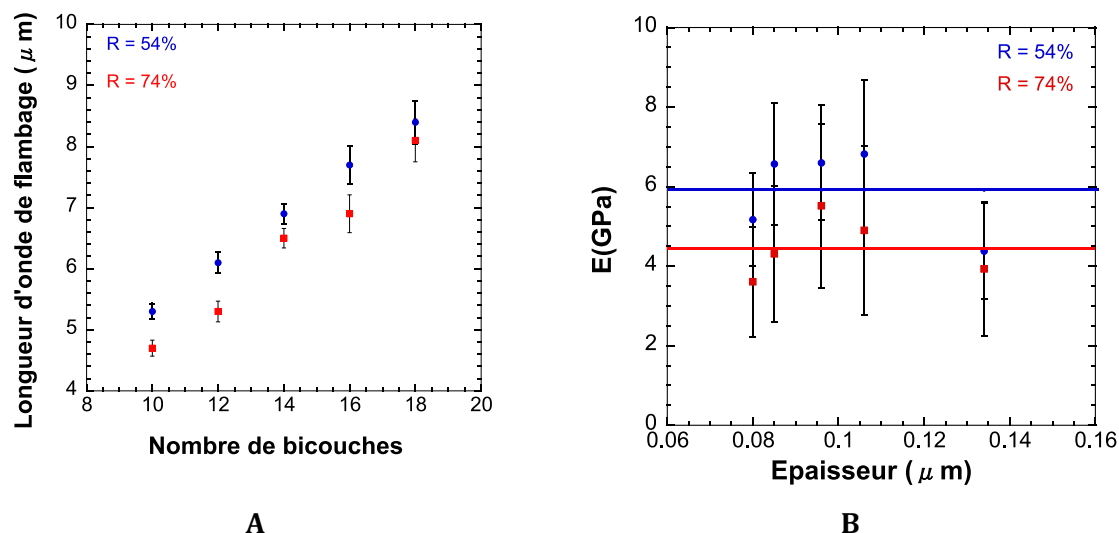 Longueur d'onde de flambage ( μ m)
10
9
8
7
6
5
4
R = 54%
R = 74%
8 10 12 14 16 18 20
Nombre de bicouches
A
E(GPa)
10
8
6
4
2
0
R = 54%
R = 74%
0.06 0.08 0.1 0.12 0.14 0.16
Epaisseur ( μ m)
B